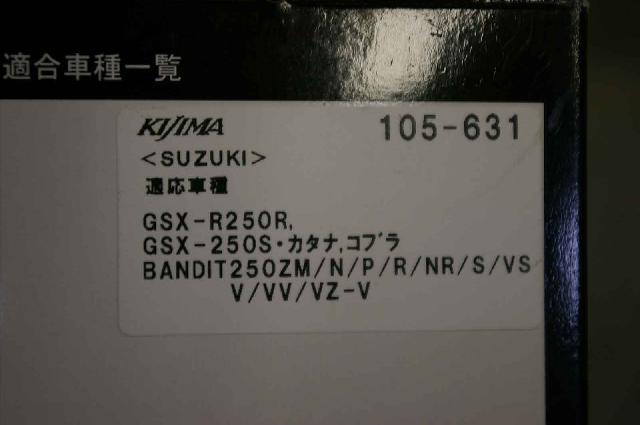 適合車種一覧
KIJIMA 105-631
<SUZUKI>
適応車種
GSX-R250R,
GSX-250S・カタナ,コブラ
BANDIT250ZM/N/P/R/NR/S/VS
V/VV/VZ-V